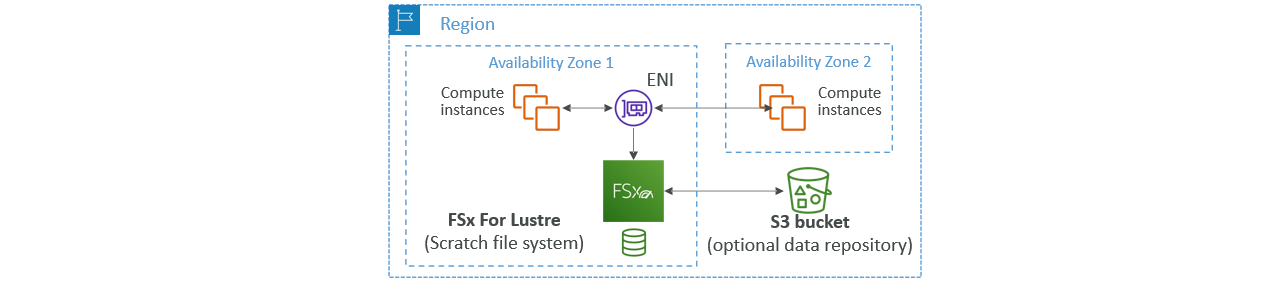 Region
Availability Zone 1
Availability Zone 2
ENI
Compute
instances
Compute
instances
FSx
FSx For Lustre
(Scratch file system)
S3 bucket
(optional data repository)